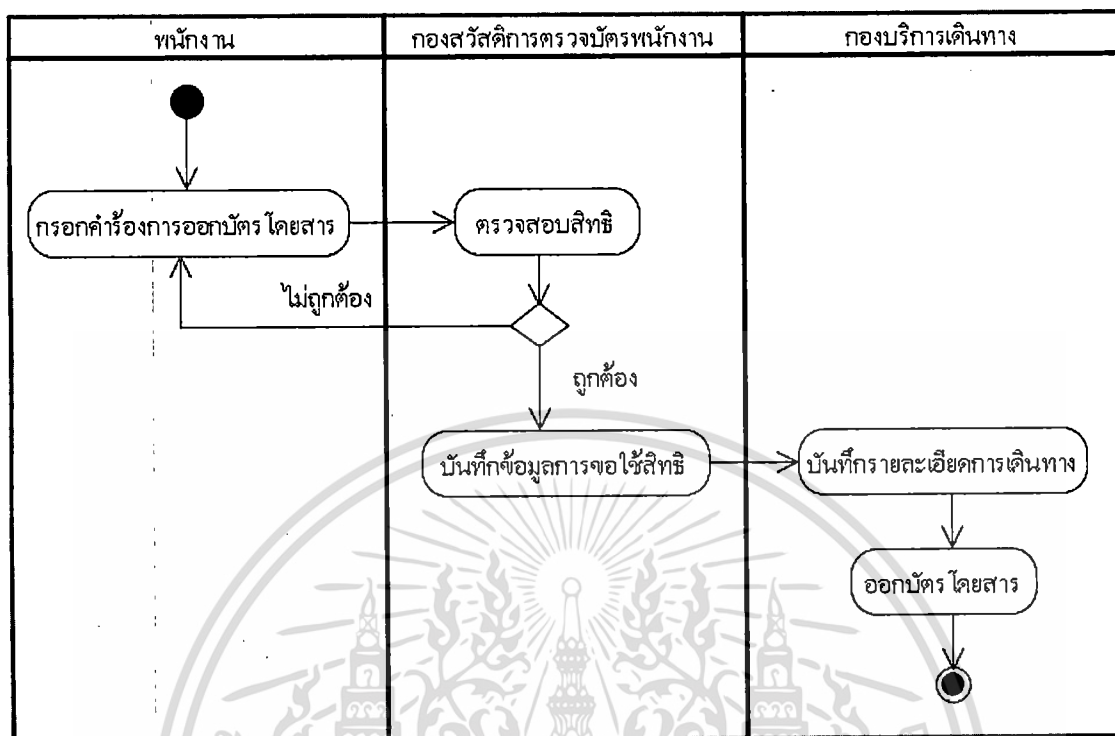 พนักงาน
กองสวัสดิการตรวจบัตรพนักงาน
กองบริการเดินทาง
กรอกคำร้องการออกบัตรโดยสาร
ตรวจสอบสิทธิ
ไม่ถูกต้อง
ถูกต้อง
บันทึกข้อมูลการขอใช้สิทธิ
บันทึกรายละเอียดการเดินทาง
ออกบัตรโดยสาร